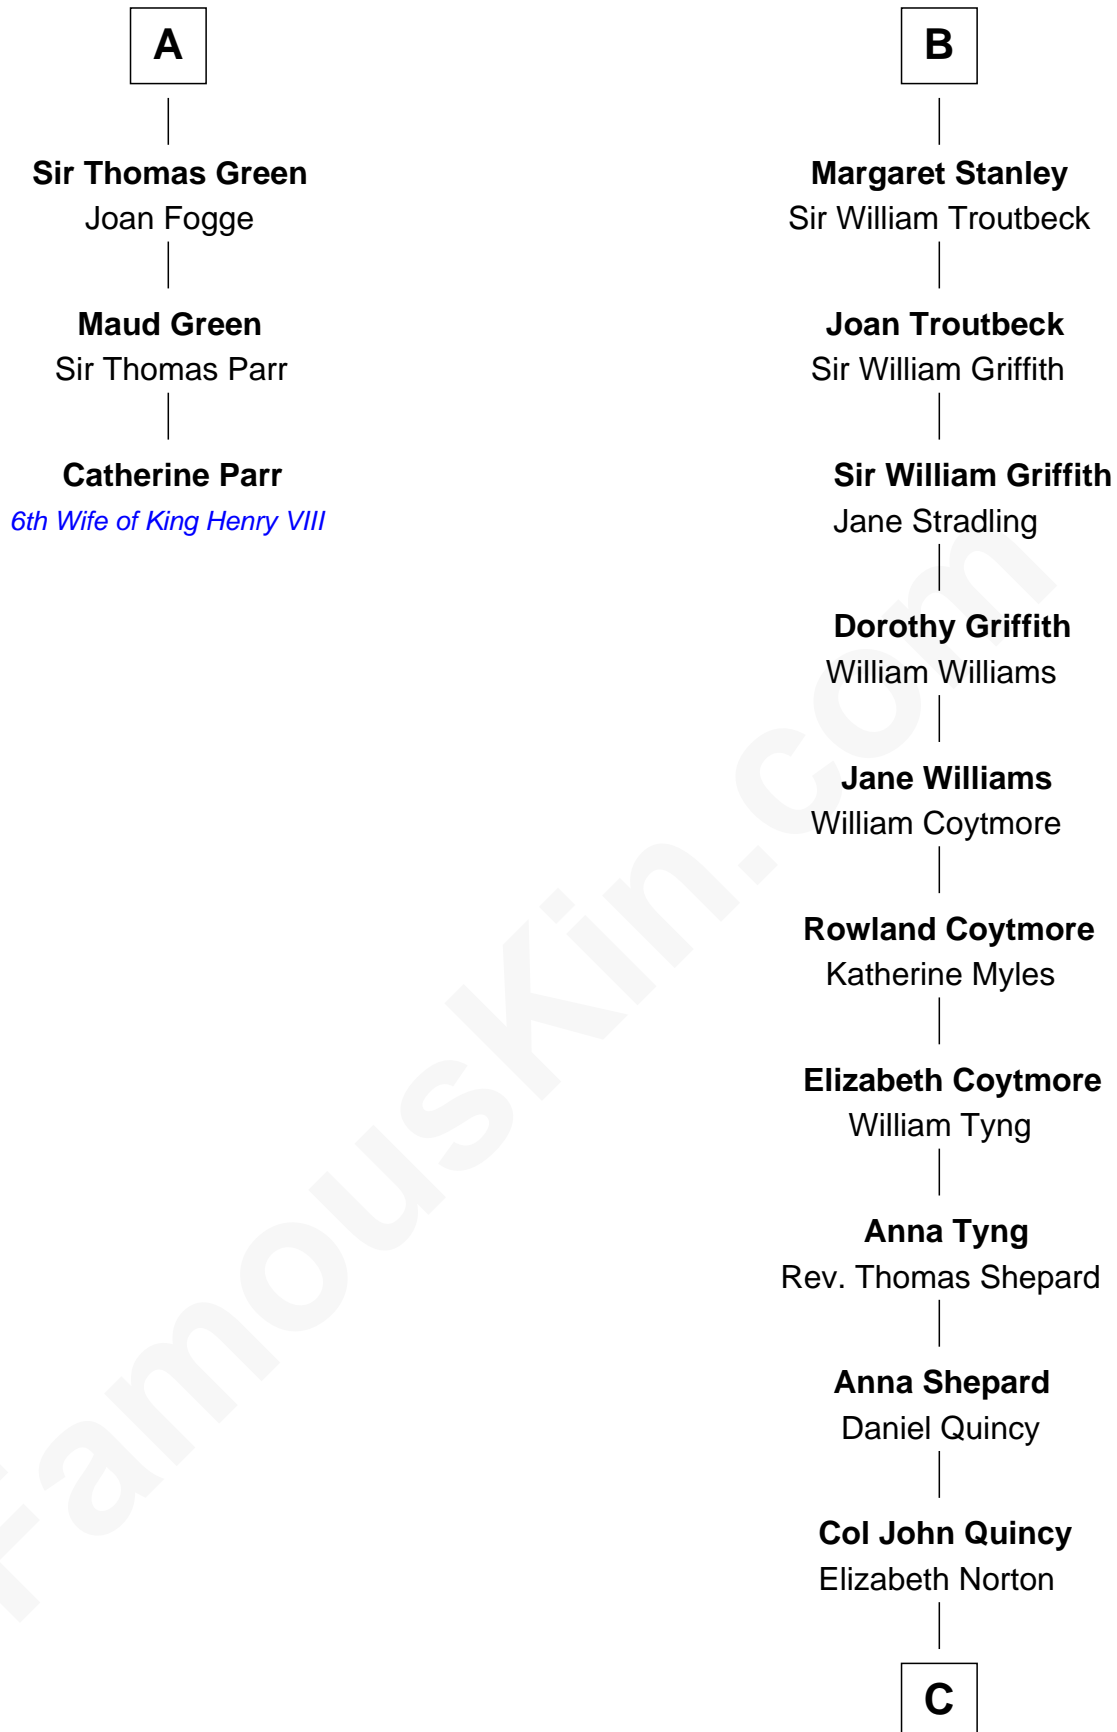 A
Sir Thomas Green
Joan Fogge
Maud Green
Sir Thomas Parr
Catherine Parr
6th Wife of King Henry VIII
B
Margaret Stanley
Sir William Troutbeck
Joan Troutbeck
Sir William Griffith
Sir William Griffith
Jane Stradling
Dorothy Griffith
William Williams
Jane Williams
William Coytmore
Rowland Coytmore
Katherine Myles
Elizabeth Coytmore
William Tyng
Anna Tyng
Rev. Thomas Shepard
Anna Shepard
Daniel Quincy
Col John Quincy
Elizabeth Norton
C
FamousKin.com